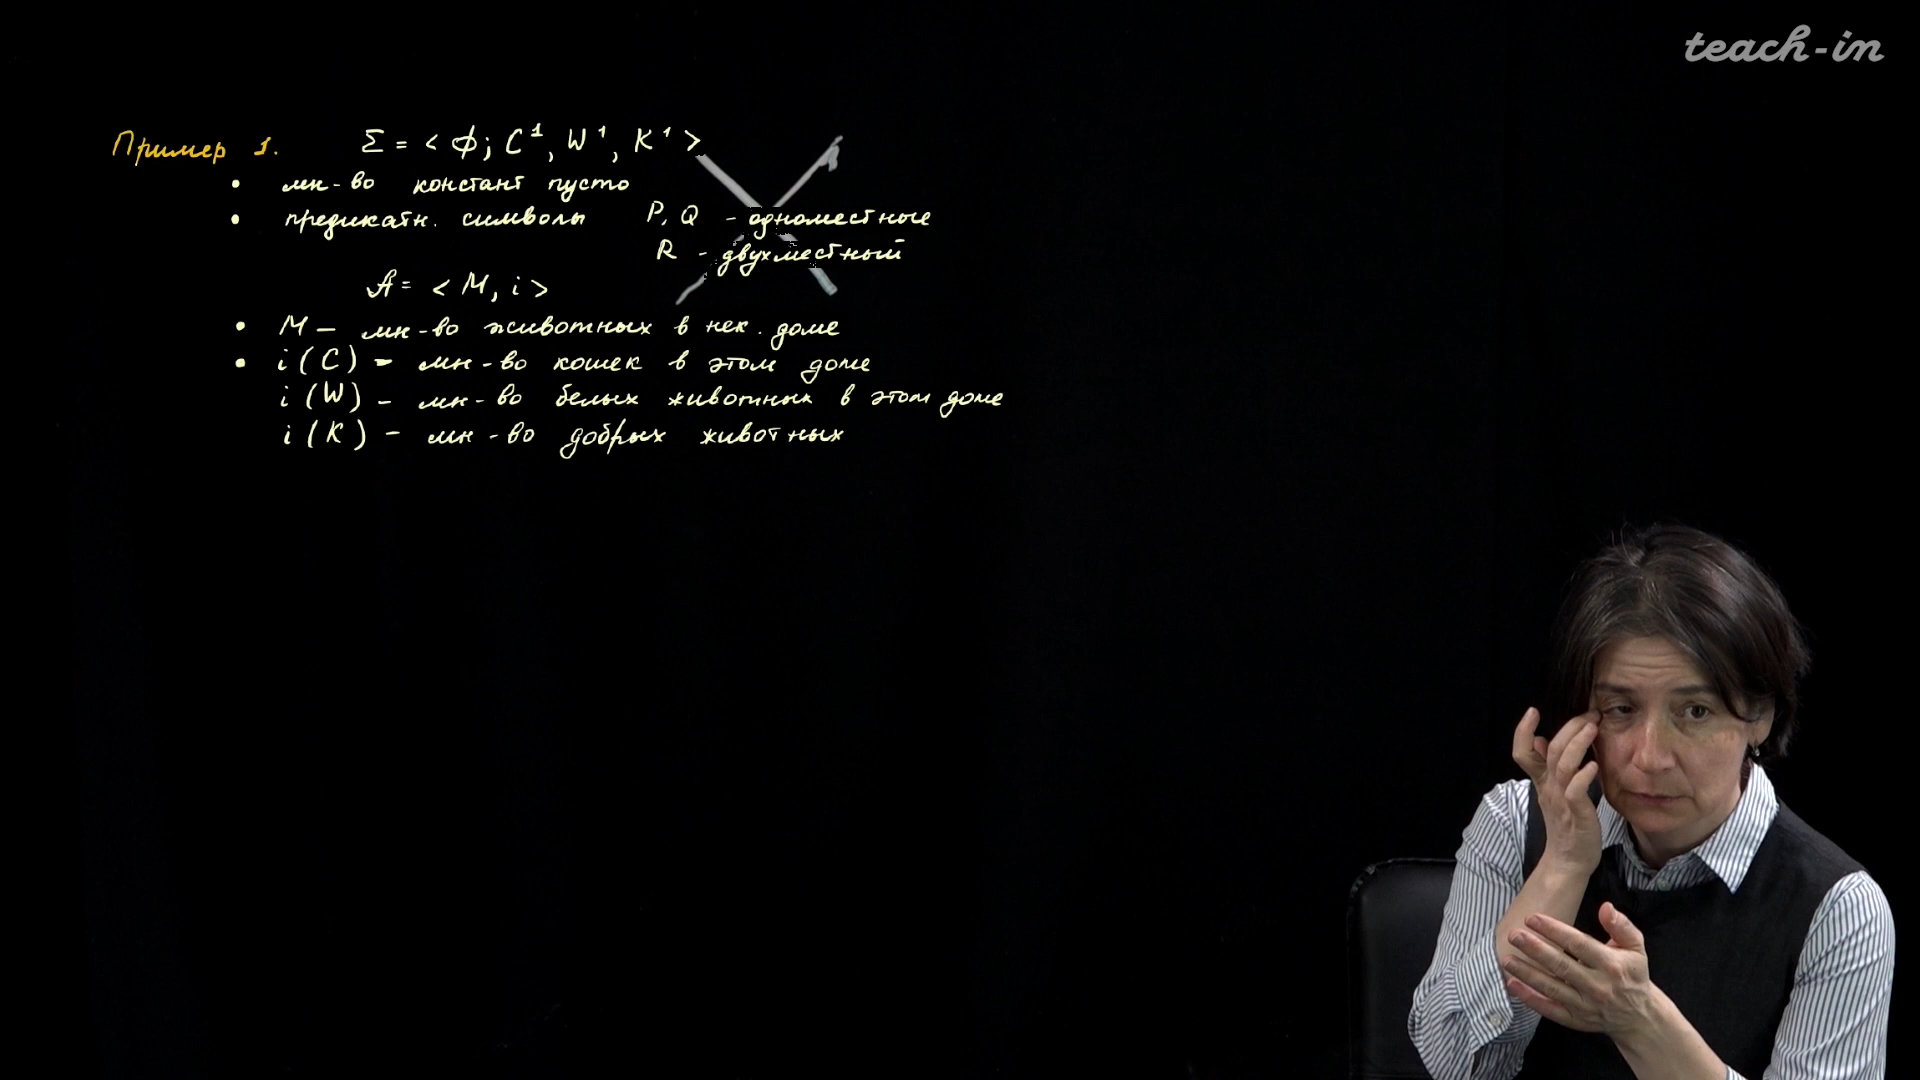 teach-in
Пример 1. Σ = < ∅; C¹, W¹, K¹ >
• мн-во констант пусто
• предикатн. символы P, Q - одноместные
R - двухместный
𝒜 = < M, i >
• M – мн-во животных в нек. доме
• i(C) – мн-во кошек в этом доме
i(W) – мн-во белых животных в этом доме
i(K) – мн-во добрых животных